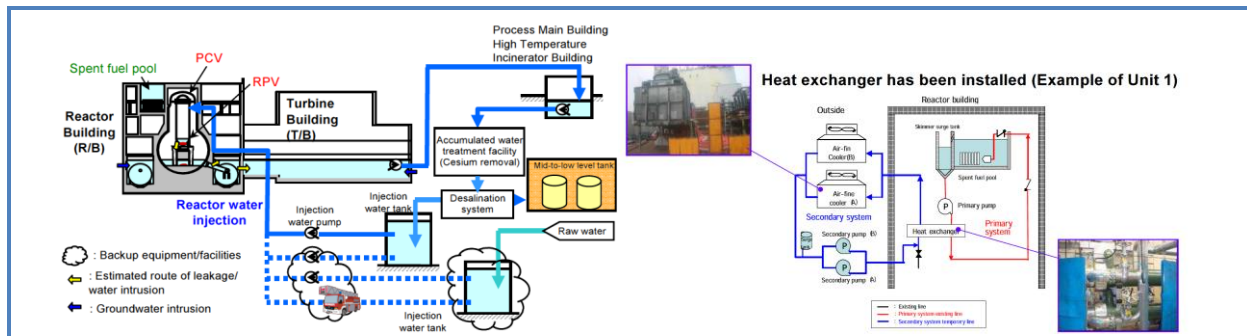 PCV
Spent fuel pool
RPV
Reactor
Building
(R/B)
Turbine
Building
(T/B)
Process Main Building
High Temperature
Incinerator Building
Accumulated water
treatment facility
(Cesium removal)
Mid-to-low level tank
Desalination
system
Reactor water
injection
Injection
water tank
Injection
water pump
Raw water
: Backup equipment/facilities
: Estimated route of leakage/
water intrusion
: Groundwater intrusion
Injection
water tank
Heat exchanger has been installed (Example of Unit 1)
Outside
Reactor building
Skimmer surge tank
Air-fin
Cooler(B)
Spent fuel pool
Air-fine
cooler (A)
P
Primary pump
Secondary system
Primary
system
Heat exchanger
Secondary pump (B)
P
P
Secondary pump (A)
: Existing line
: Primary system existing line
: Secondary system temporary line